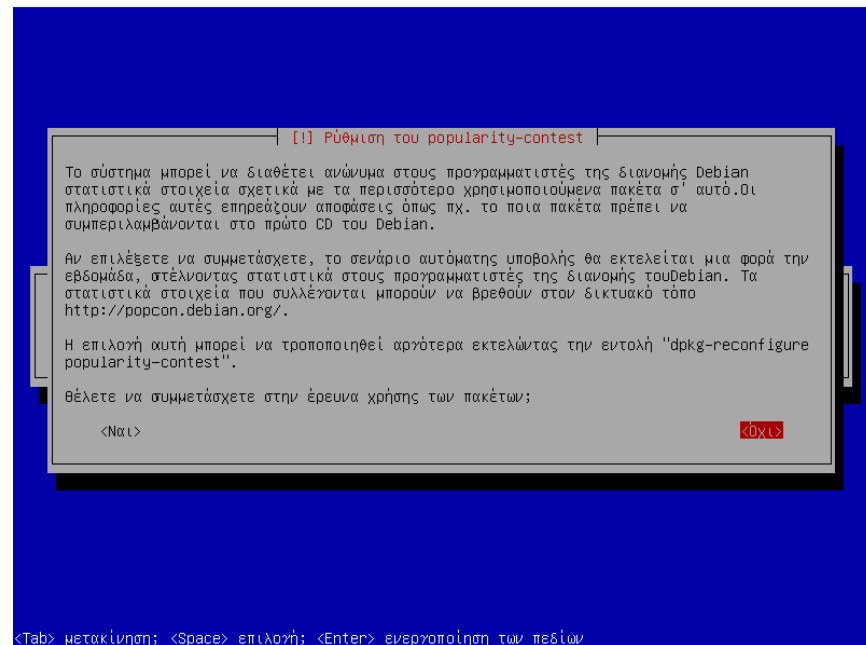 [!] Ρύθμιση του popularity-contest
Το σύστημα μπορεί να διαθέτει ανώνυμα στους προγραμματιστές της διανομής Debian
στατιστικά στοιχεία σχετικά με τα περισσότερο χρησιμοποιούμενα πακέτα σ' αυτό.Οι
πληροφορίες αυτές επηρεάζουν αποφάσεις όπως πχ. το ποια πακέτα πρέπει να
συμπεριλαμβάνονται στο πρώτο CD του Debian.
Αν επιλέξετε να συμμετάσχετε, το σενάριο αυτόματης υποβολής θα εκτελείται μια φορά την
εβδομάδα, στέλνοντας στατιστικά στους προγραμματιστές της διανομής τουDebian. Τα
στατιστικά στοιχεία που συλλέγονται μπορούν να βρεθούν στον δικτυακό τόπο
http://popcon.debian.org/.
Η επιλογή αυτή μπορεί να τροποποιηθεί αργότερα εκτελώντας την εντολή "dpkg-reconfigure
popularity-contest".
Θέλετε να συμμετάσχετε στην έρευνα χρήσης των πακέτων;
<Ναι> <Όχι>
<Tab> μετακίνηση; <Space> επιλογή; <Enter> ενεργοποίηση των πεδίων